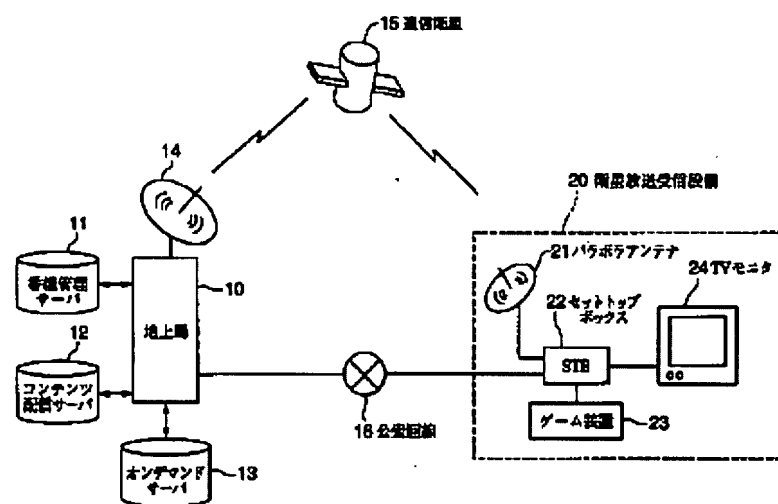 15 通信衛星
14
20 衛星放送受信設備
11
21 パラボラアンテナ
24 TVモニタ
番組管理
サーバ
10
22 セットトップ
ボックス
地上局
12
STB
コンテンツ
配信サーバ
16 公衆回線
ゲーム装置
23
オンデマンド
サーバ
13